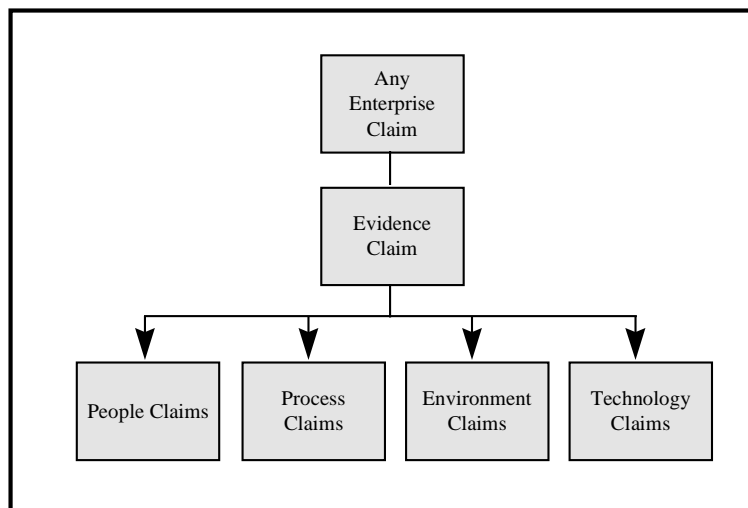 Any
Enterprise
Claim
Evidence
Claim
People Claims
Process
Claims
Environment
Claims
Technology
Claims